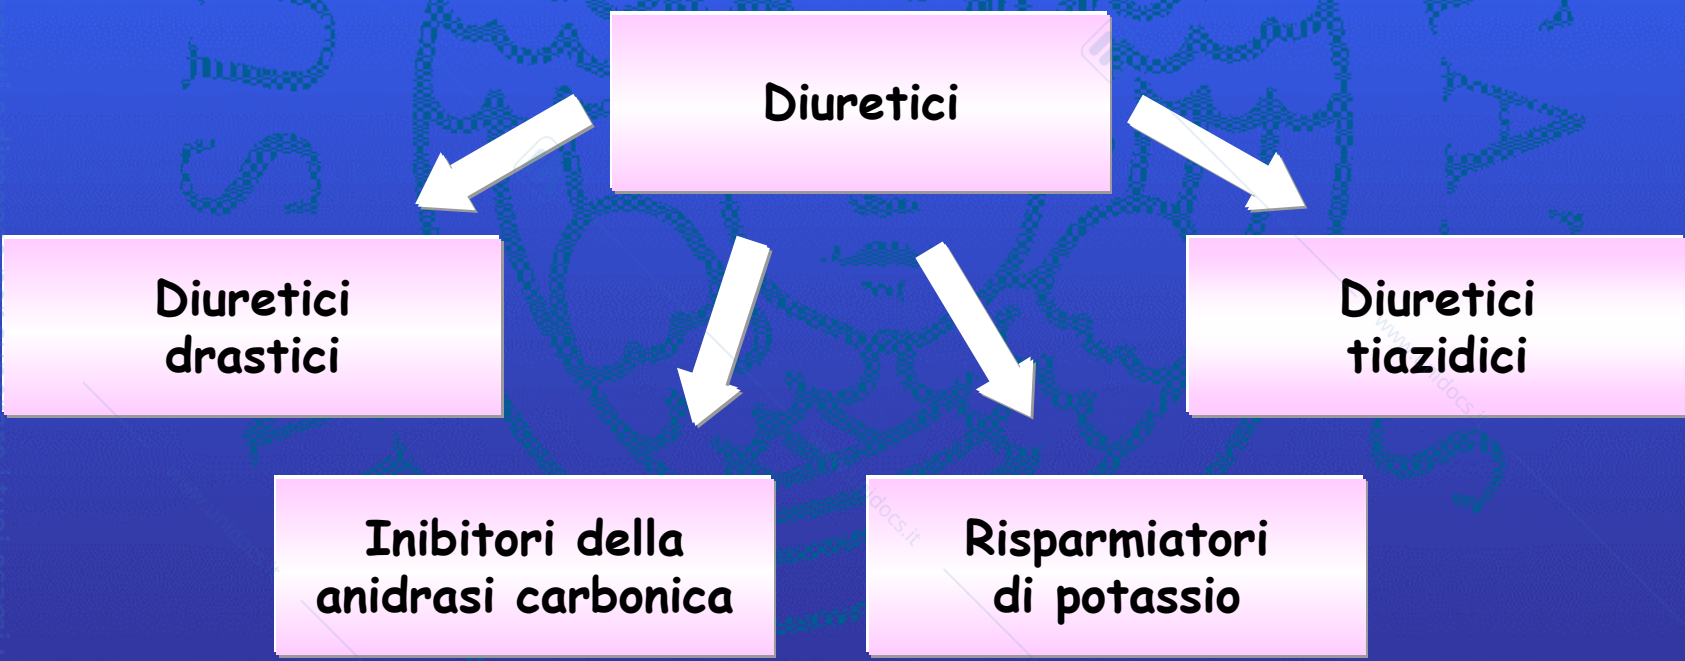 Diuretici
Diuretici
drastici
Diuretici
tiazidici
Inibitori della
anidrasi carbonica
Risparmiatori
di potassio